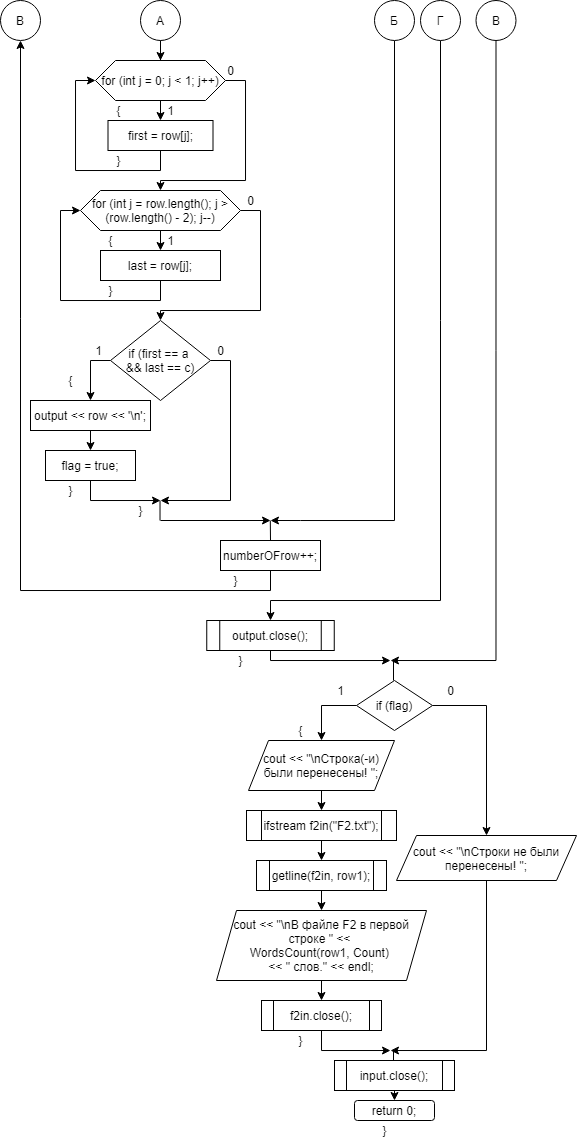 В
А
Б
Г
В
for (int j = 0; j < 1; j++)
0
{
1
first = row[j];
}
for (int j = row.length(); j >
(row.length() - 2); j--)
0
{
1
last = row[j];
}
if (first == a
&& last == c)
1
0
{
output << row << '\n';
flag = true;
}
}
numberOFrow++;
}
output.close();
}
if (flag)
1
0
{
cout << "\nСтрока(-и)
были перенесены! ";
ifstream f2in("F2.txt");
cout << "\nСтроки не были
перенесены! ";
getline(f2in, row1);
cout << "\nВ файле F2 в первой
строке " <<
WordsCount(row1, Count)
<< " слов." << endl;
f2in.close();
}
input.close();
return 0;
}